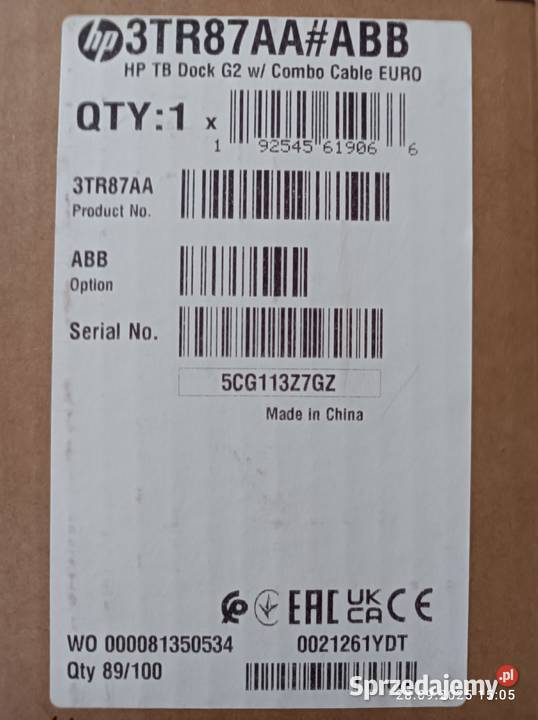 hp 3TR87AA#ABB
HP TB Dock G2 w/ Combo Cable EURO
QTY:1 x
1 92545 61906 6
3TR87AA
Product No.
ABB
Option
Serial No.
5CG113Z7GZ
Made in China
EAC UK CA CE
WO 000081350534 0021261YDT
Qty 89/100
Sprzedajemy.pl